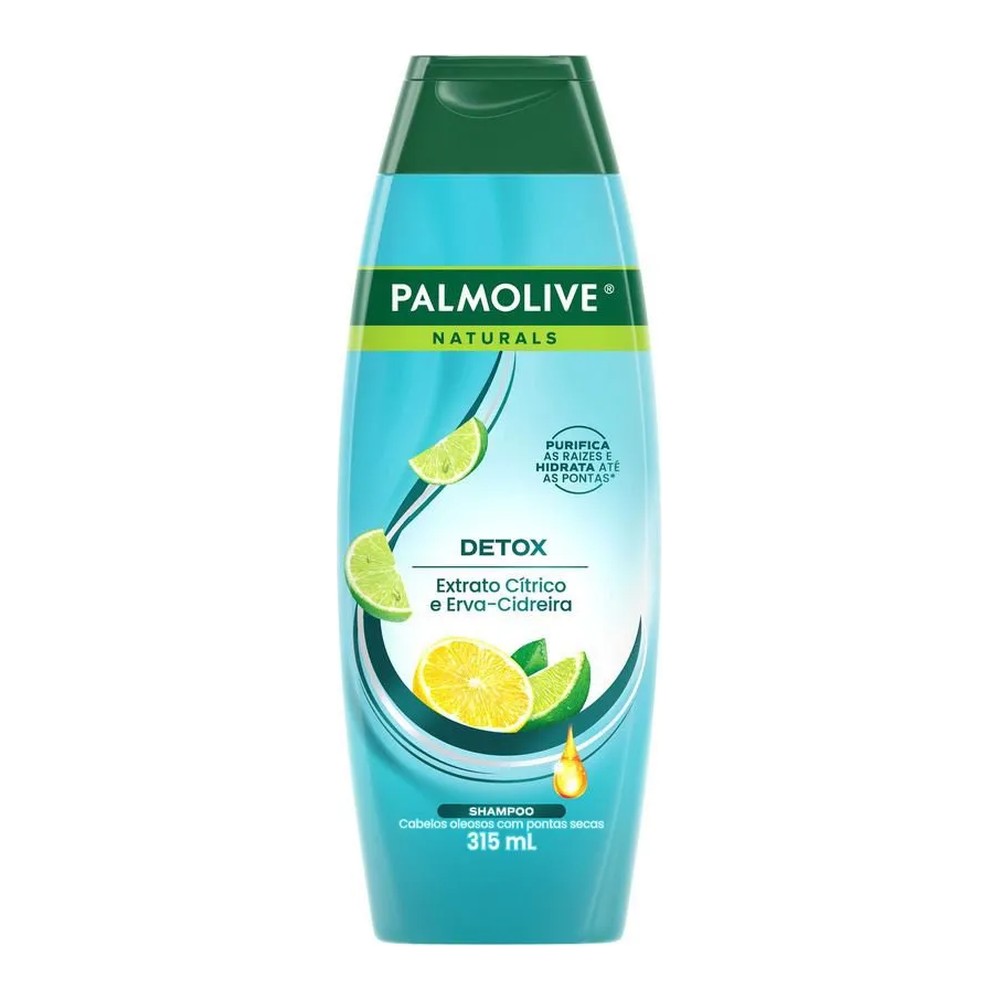 PALMOLIVE®
NATURALS
PURIFICA
AS RAIZES E
HIDRATA ATÉ
AS PONTAS*
DETOX
Extrato Cítrico
e Erva-Cidreira
SHAMPOO
Cabelos oleosos com pontas secas
315 mL